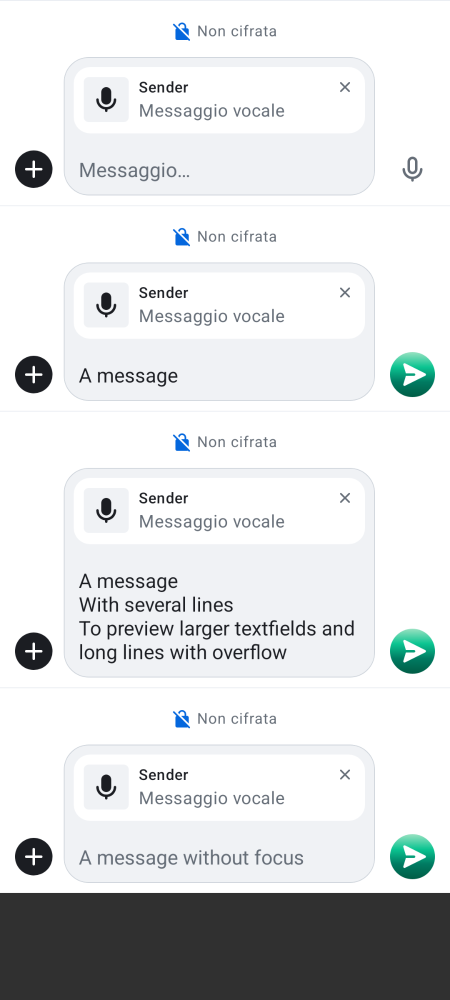 Non cifrata
Sender
Messaggio vocale
Messaggio…
Non cifrata
Sender
Messaggio vocale
A message
Non cifrata
Sender
Messaggio vocale
A message
With several lines
To preview larger textfields and
long lines with overflow
Non cifrata
Sender
Messaggio vocale
A message without focus